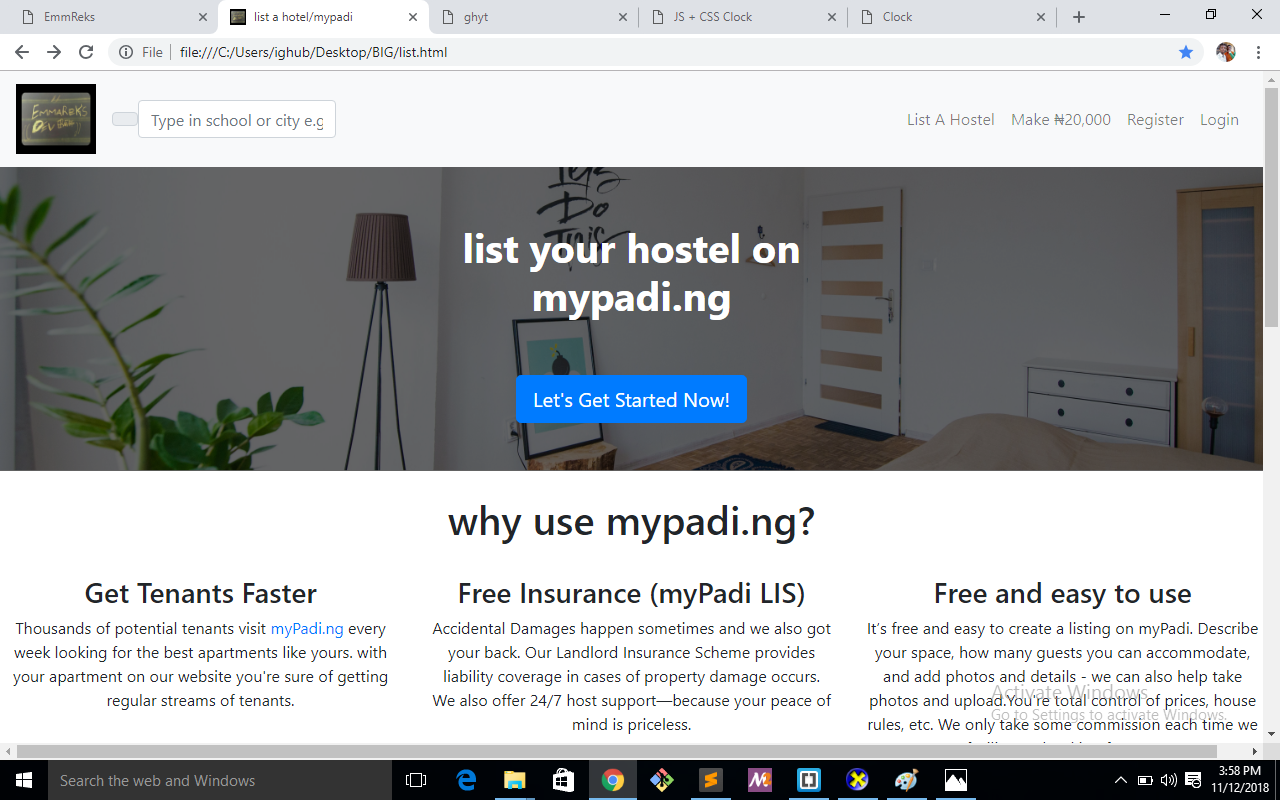 EmmReks
list a hotel/mypadi
ghyt
JS + CSS Clock
Clock
File
file:///C:/Users/ighub/Desktop/BIG/list.html
EmmaRek's
Dev
Type in school or city e.g
List A Hostel
Make ₦20,000
Register
Login
Let's
Do
This
list your hostel on
mypadi.ng
Let's Get Started Now!
why use mypadi.ng?
Get Tenants Faster
Thousands of potential tenants visit myPadi.ng every
week looking for the best apartments like yours. with
your apartment on our website you're sure of getting
regular streams of tenants.
Free Insurance (myPadi LIS)
Accidental Damages happen sometimes and we also got
your back. Our Landlord Insurance Scheme provides
liability coverage in cases of property damage occurs.
We also offer 24/7 host support—because your peace of
mind is priceless.
Free and easy to use
It's free and easy to create a listing on myPadi. Describe
your space, how many guests you can accommodate,
and add photos and details - we can also help take
photos and upload.You're total control of prices, house
rules, etc. We only take some commission each time we
Activate Windows
Go to Settings to activate Windows.
Search the web and Windows
3:58 PM
11/12/2018